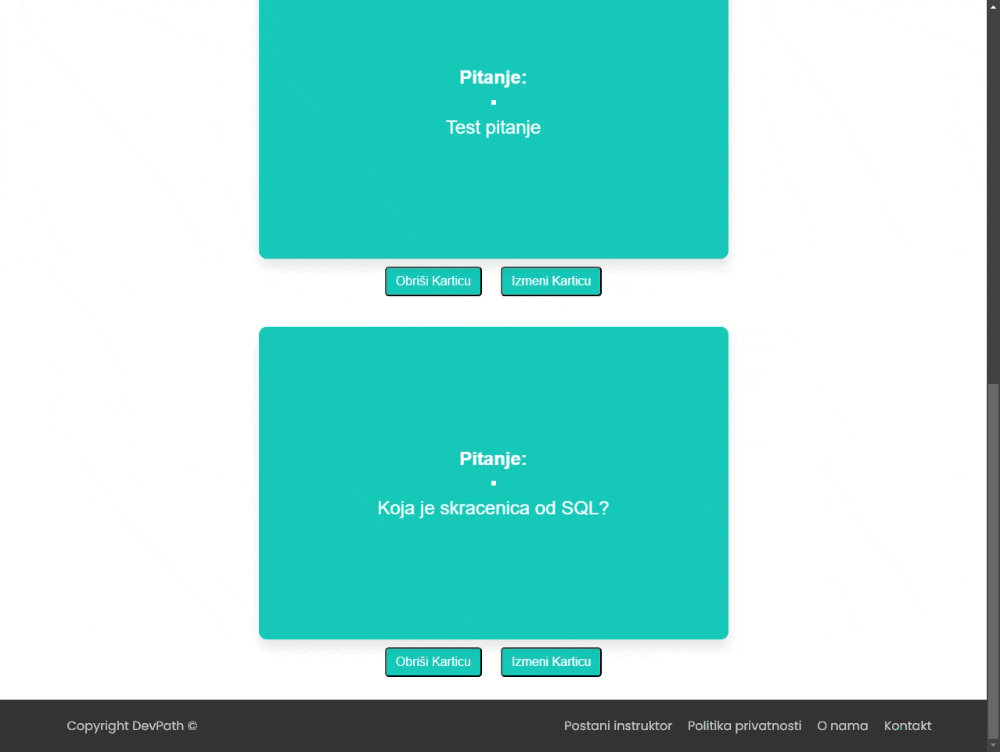 Pitanje:
Test pitanje
Obriši Karticu Izmeni Karticu
Pitanje:
Koja je skracenica od SQL?
Obriši Karticu Izmeni Karticu
Copyright DevPath © Postani instruktor Politika privatnosti O nama Kontakt